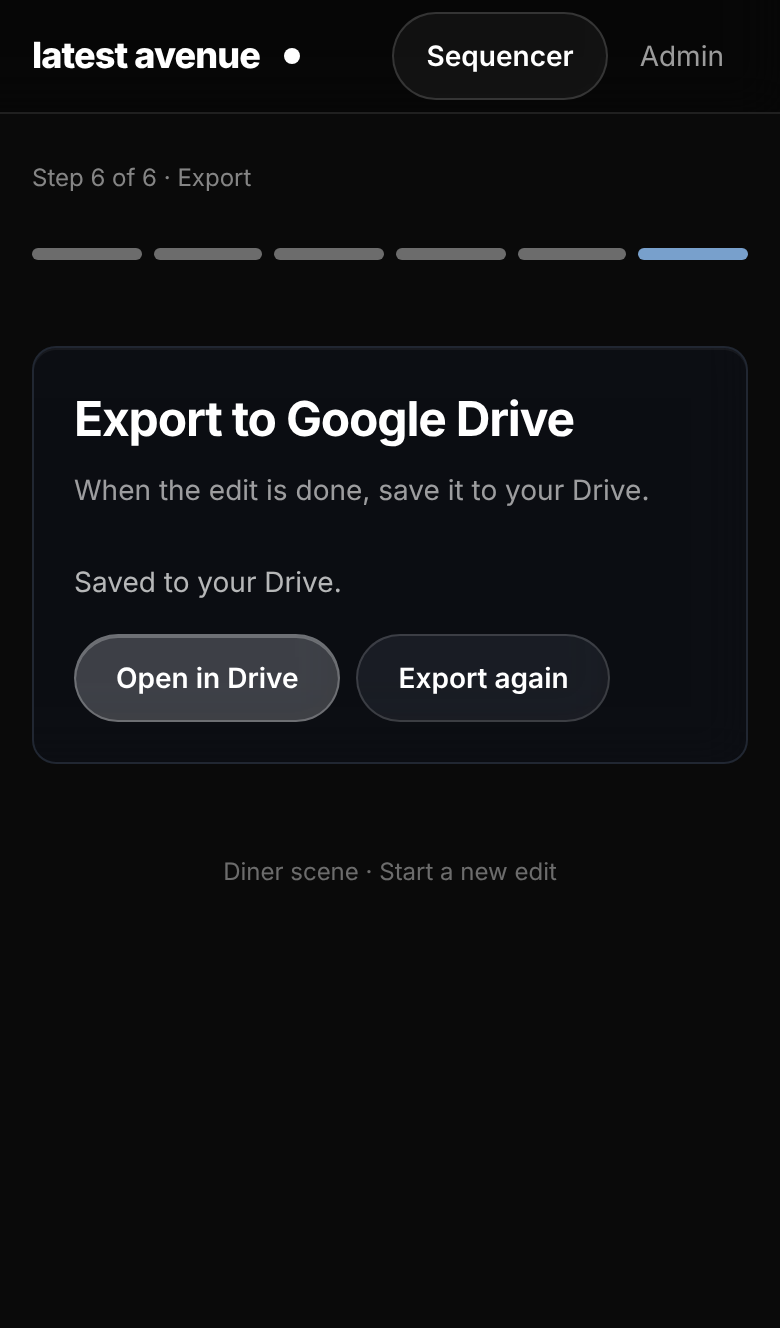 latest avenue
Sequencer
Admin
Step 6 of 6 · Export
Export to Google Drive
When the edit is done, save it to your Drive.
Saved to your Drive.
Open in Drive
Export again
Diner scene · Start a new edit